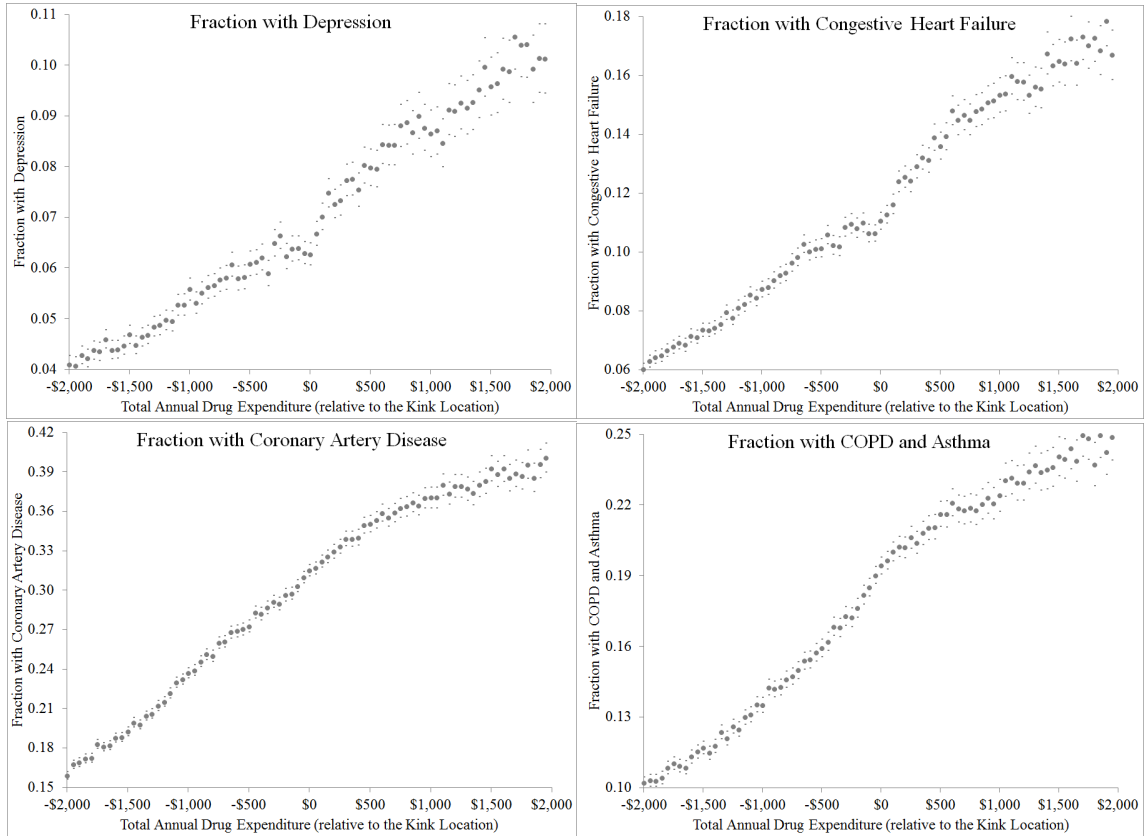 Fraction with Depression
0.11
0.10
0.09
0.08
0.07
0.06
0.05
0.04
Fraction with Depression
-$2,000 -$1,500 -$1,000 -$500 $0 $500 $1,000 $1,500 $2,000
Total Annual Drug Expenditure (relative to the Kink Location)
Fraction with Congestive Heart Failure
0.18
0.16
0.14
0.12
0.10
0.08
0.06
Fraction with Congestive Heart Failure
-$2,000 -$1,500 -$1,000 -$500 $0 $500 $1,000 $1,500 $2,000
Total Annual Drug Expenditure (relative to the Kink Location)
Fraction with Coronary Artery Disease
0.42
0.39
0.36
0.33
0.30
0.27
0.24
0.21
0.18
0.15
Fraction with Coronary Artery Disease
-$2,000 -$1,500 -$1,000 -$500 $0 $500 $1,000 $1,500 $2,000
Total Annual Drug Expenditure (relative to the Kink Location)
Fraction with COPD and Asthma
0.25
0.22
0.19
0.16
0.13
0.10
Fraction with COPD and Asthma
-$2,000 -$1,500 -$1,000 -$500 $0 $500 $1,000 $1,500 $2,000
Total Annual Drug Expenditure (relative to the Kink Location)